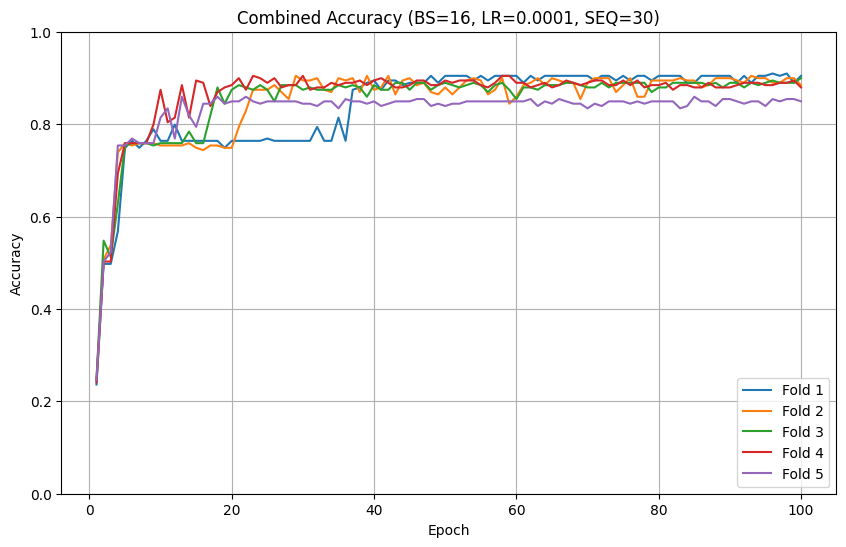 Combined Accuracy (BS=16, LR=0.0001, SEQ=30)
1.0
0.8
0.6
0.4
0.2
0.0
Accuracy
0 20 40 60 80 100
Epoch
Fold 1
Fold 2
Fold 3
Fold 4
Fold 5